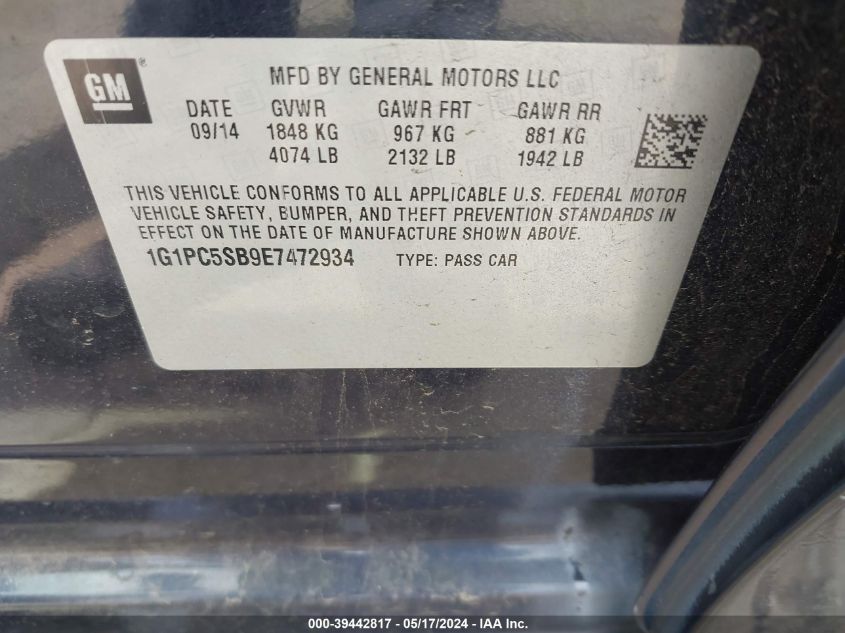 GM ®
MFD BY GENERAL MOTORS LLC
DATE GVWR GAWR FRT GAWR RR
09/14 1848 KG 967 KG 881 KG
4074 LB 2132 LB 1942 LB
THIS VEHICLE CONFORMS TO ALL APPLICABLE U.S. FEDERAL MOTOR
VEHICLE SAFETY, BUMPER, AND THEFT PREVENTION STANDARDS IN
EFFECT ON THE DATE OF MANUFACTURE SHOWN ABOVE.
1G1PC5SB9E7472934 TYPE: PASS CAR
000-39442817 - 05/17/2024 - IAA Inc.